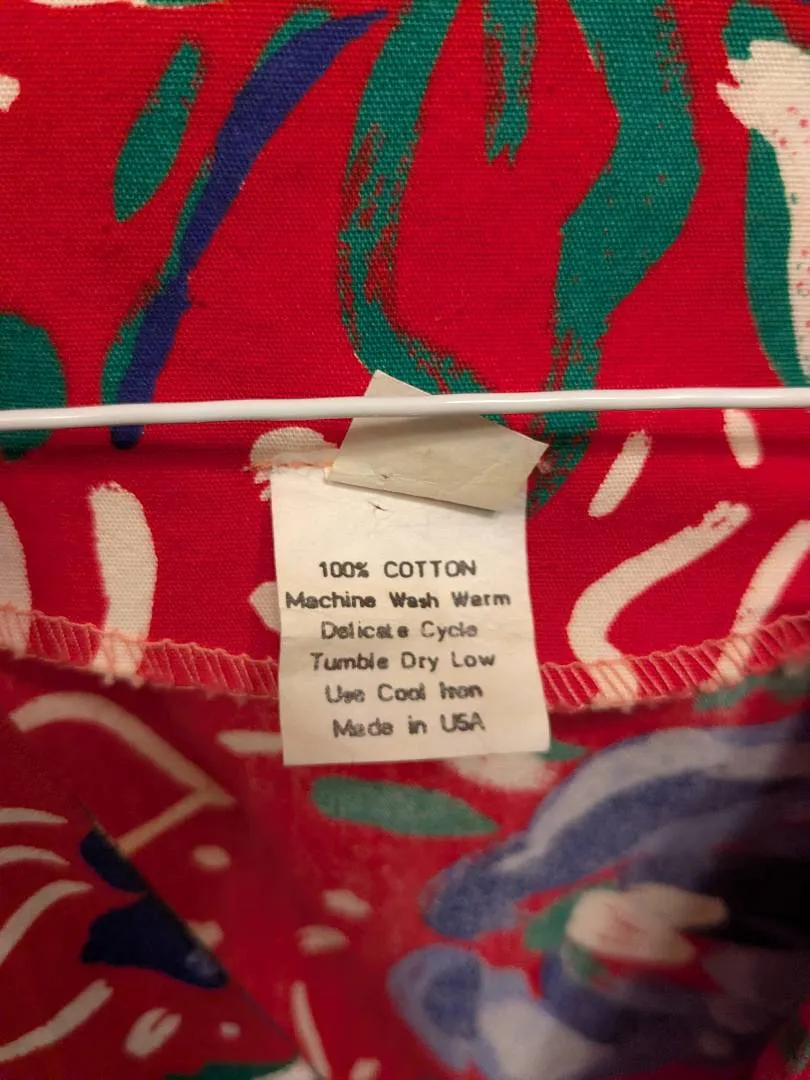 100% COTTON
Machine Wash Warm
Delicate Cycle
Tumble Dry Low
Use Cool Iron
Made in USA